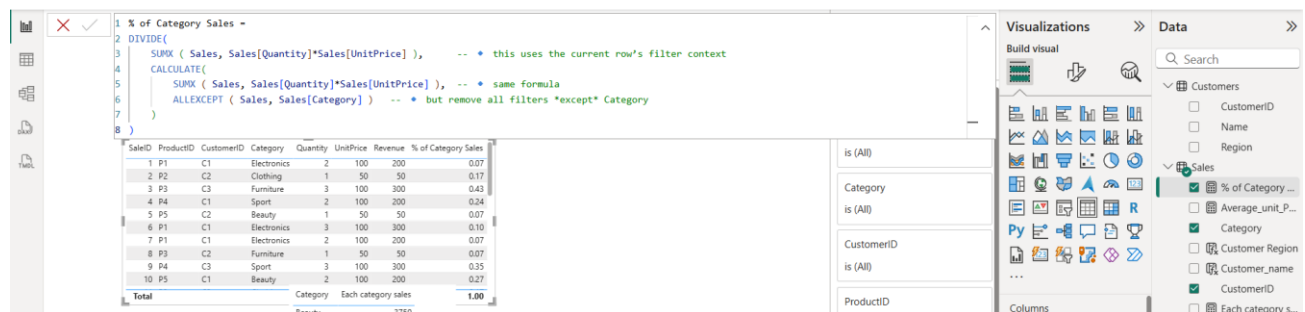 Visualizations
Data
1 % of Category Sales =
2 DIVIDE(
3 SUMX ( Sales, Sales[Quantity]*Sales[UnitPrice] ), -- 🔹 this uses the current row's filter context
4 CALCULATE(
5 SUMX ( Sales, Sales[Quantity]*Sales[UnitPrice] ), -- 🔹 same formula
6 ALLEXCEPT ( Sales, Sales[Category] ) -- 🔹 but remove all filters *except* Category
7 )
8 )
SaleID ProductID CustomerID Category Quantity UnitPrice Revenue % of Category Sales
1 P1 C1 Electronics 2 100 200 0.07
2 P2 C2 Clothing 1 50 50 0.17
3 P3 C3 Furniture 3 100 300 0.43
4 P4 C1 Sport 2 100 200 0.24
5 P5 C2 Beauty 1 50 50 0.07
6 P1 C1 Electronics 3 100 300 0.10
7 P1 C1 Electronics 2 100 200 0.07
8 P3 C2 Furniture 1 50 50 0.07
9 P4 C3 Sport 3 100 300 0.35
10 P5 C1 Beauty 2 100 200 0.27
Total 1.00
Category Each category sales
DAX
TMDL
is (All)
Category
is (All)
CustomerID
is (All)
ProductID
Build visual
123
R
Py
...
Columns
Search
Customers
CustomerID
Name
Region
Sales
% of Category ...
Average_unit_P...
Category
Customer Region
Customer_name
CustomerID
Each category s...